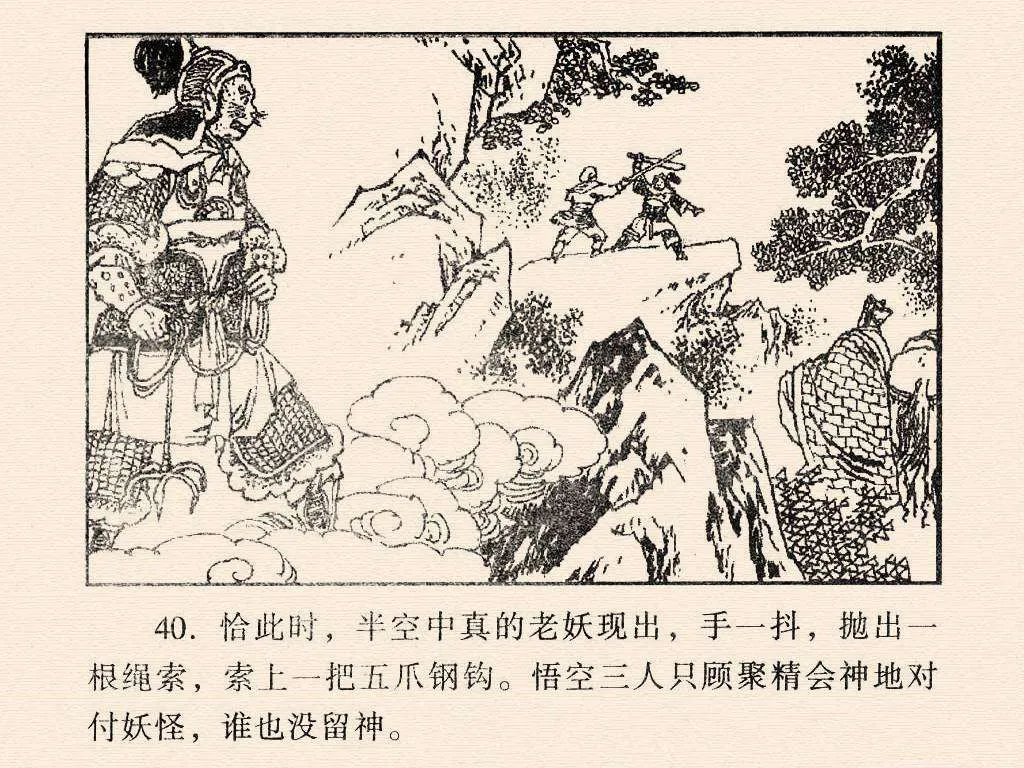 40. 恰此时，半空中真的老妖现出，手一抖，抛出一
根绳索，索上一把五爪钢钩。悟空三人只顾聚精会神地对
付妖怪，谁也没留神。